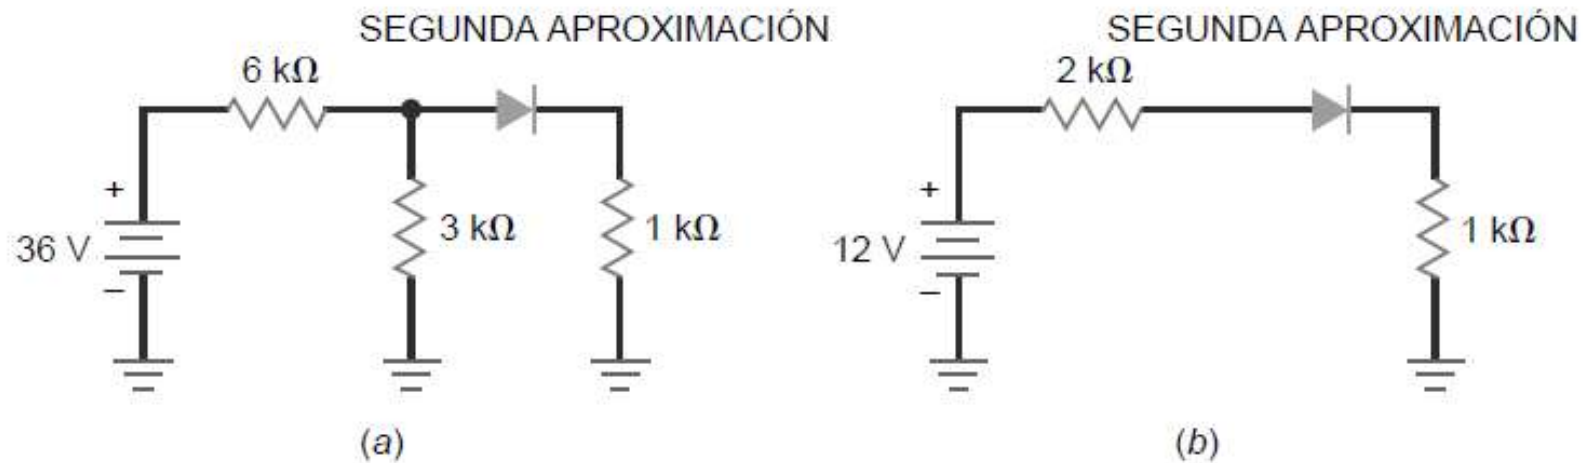 SEGUNDA APROXIMACIÓN
6 kΩ
+
36 V
−
3 kΩ
1 kΩ
(a)
SEGUNDA APROXIMACIÓN
2 kΩ
+
12 V
−
1 kΩ
(b)